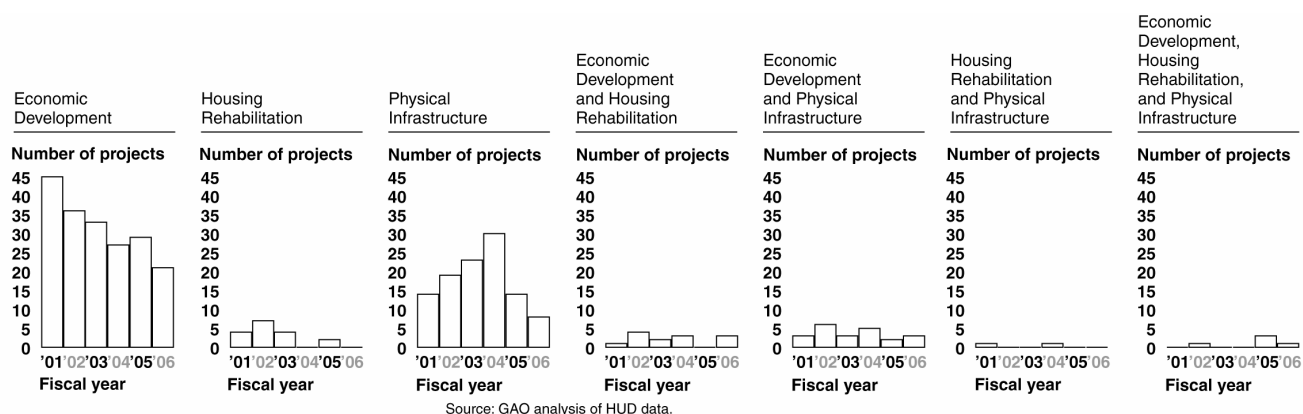 Economic
Development
Number of projects
45
40
35
30
25
20
15
10
5
0
’01 ’02 ’03 ’04 ’05 ’06
Fiscal year
Housing
Rehabilitation
Number of projects
45
40
35
30
25
20
15
10
5
0
’01 ’02 ’03 ’04 ’05 ’06
Fiscal year
Physical
Infrastructure
Number of projects
45
40
35
30
25
20
15
10
5
0
’01 ’02 ’03 ’04 ’05 ’06
Fiscal year
Economic
Development
and Housing
Rehabilitation
Number of projects
45
40
35
30
25
20
15
10
5
0
’01 ’02 ’03 ’04 ’05 ’06
Fiscal year
Economic
Development
and Physical
Infrastructure
Number of projects
45
40
35
30
25
20
15
10
5
0
’01 ’02 ’03 ’04 ’05 ’06
Fiscal year
Housing
Rehabilitation
and Physical
Infrastructure
Number of projects
45
40
35
30
25
20
15
10
5
0
’01 ’02 ’03 ’04 ’05 ’06
Fiscal year
Economic
Development,
Housing
Rehabilitation,
and Physical
Infrastructure
Number of projects
45
40
35
30
25
20
15
10
5
0
’01 ’02 ’03 ’04 ’05 ’06
Fiscal year
Source: GAO analysis of HUD data.